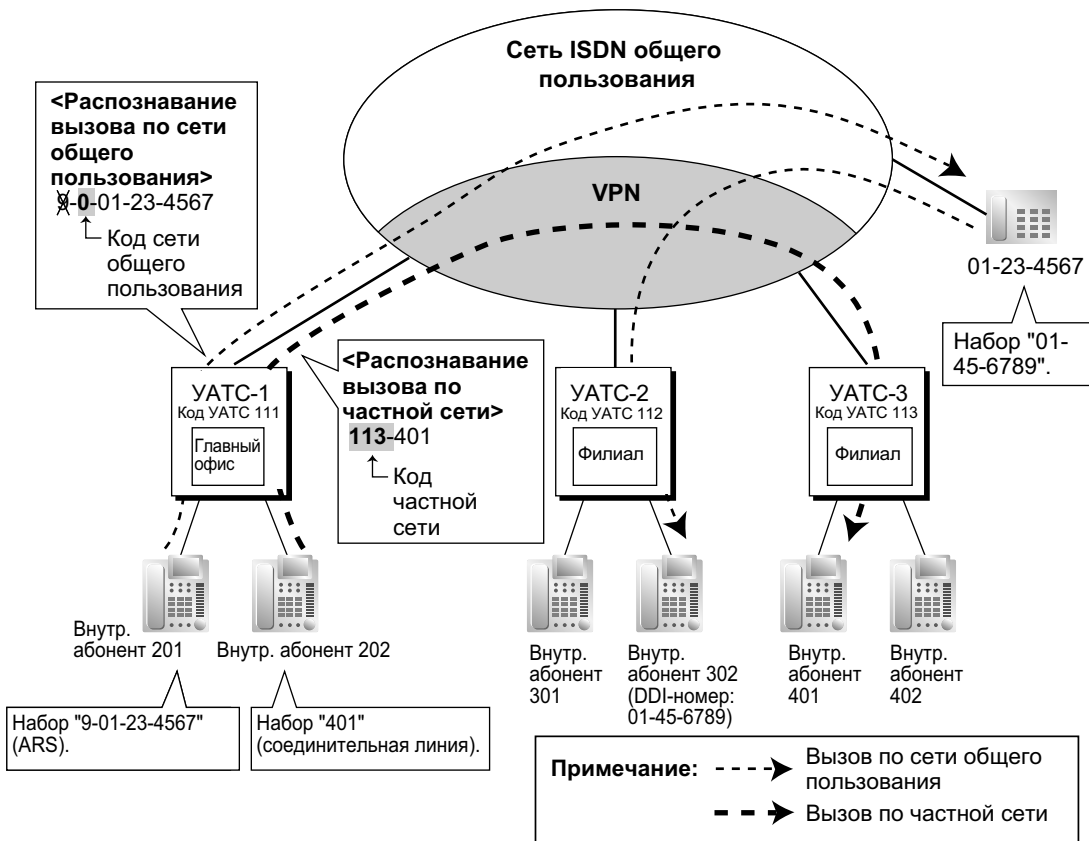 Сеть ISDN общего
пользования
<Распознавание
вызова по сети
общего
пользования>
9-0-01-23-4567
Код сети
общего
пользования
VPN
01-23-4567
Набор "01-
45-6789".
<Распознавание
вызова по
частной сети>
113-401
Код
частной
сети
УАТС-1
Код УАТС 111
Главный
офис
УАТС-2
Код УАТС 112
Филиал
УАТС-3
Код УАТС 113
Филиал
Внутр.
абонент 201
Внутр. абонент 202
Внутр.
абонент
301
Внутр.
абонент 302
(DDI-номер:
01-45-6789)
Внутр.
абонент
401
Внутр.
абонент
402
Набор "9-01-23-4567"
(ARS).
Набор "401"
(соединительная линия).
Примечание:
Вызов по сети общего
пользования
Вызов по частной сети